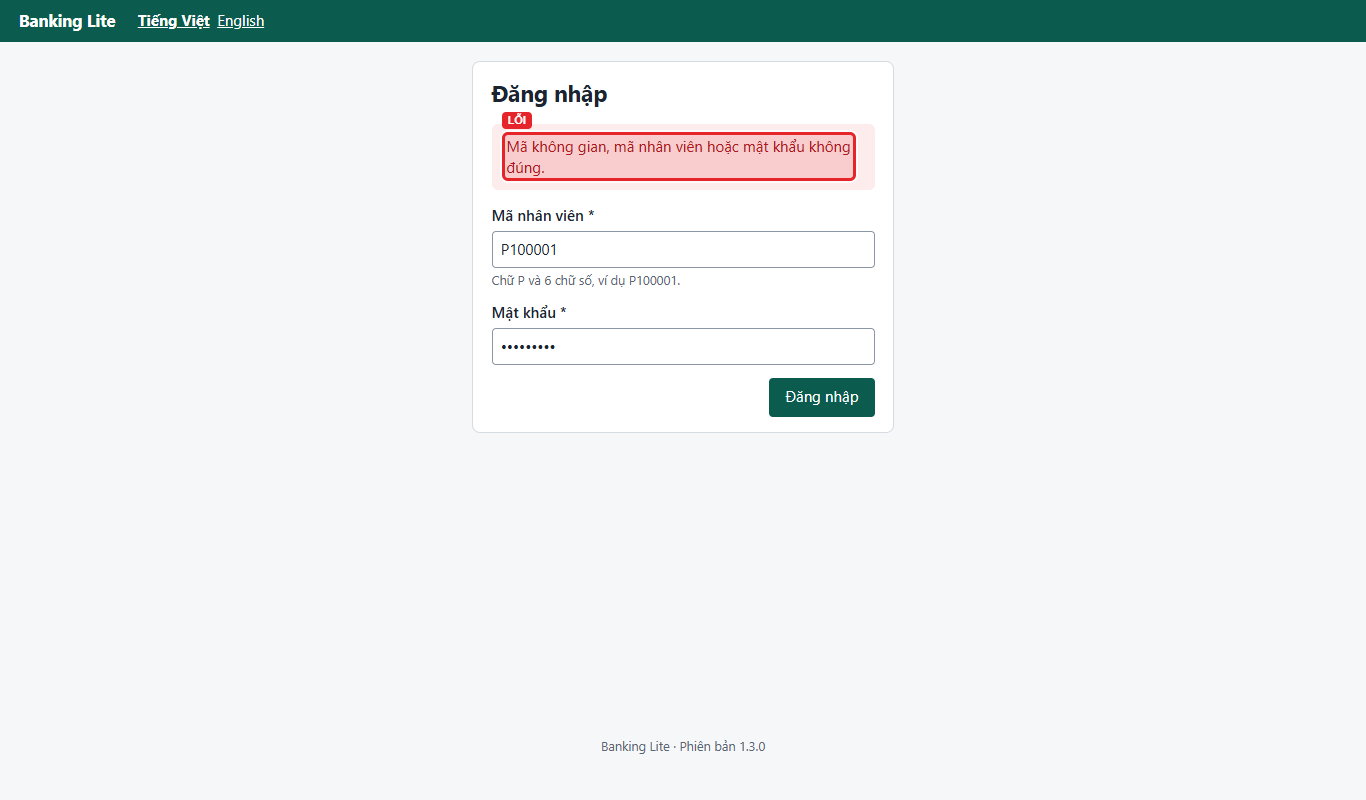 Banking Lite Tiếng Việt English
Đăng nhập
LỖI
Mã không gian, mã nhân viên hoặc mật khẩu không
đúng.
Mã nhân viên *
P100001
Chữ P và 6 chữ số, ví dụ P100001.
Mật khẩu *
•••••••••
Đăng nhập
Banking Lite · Phiên bản 1.3.0